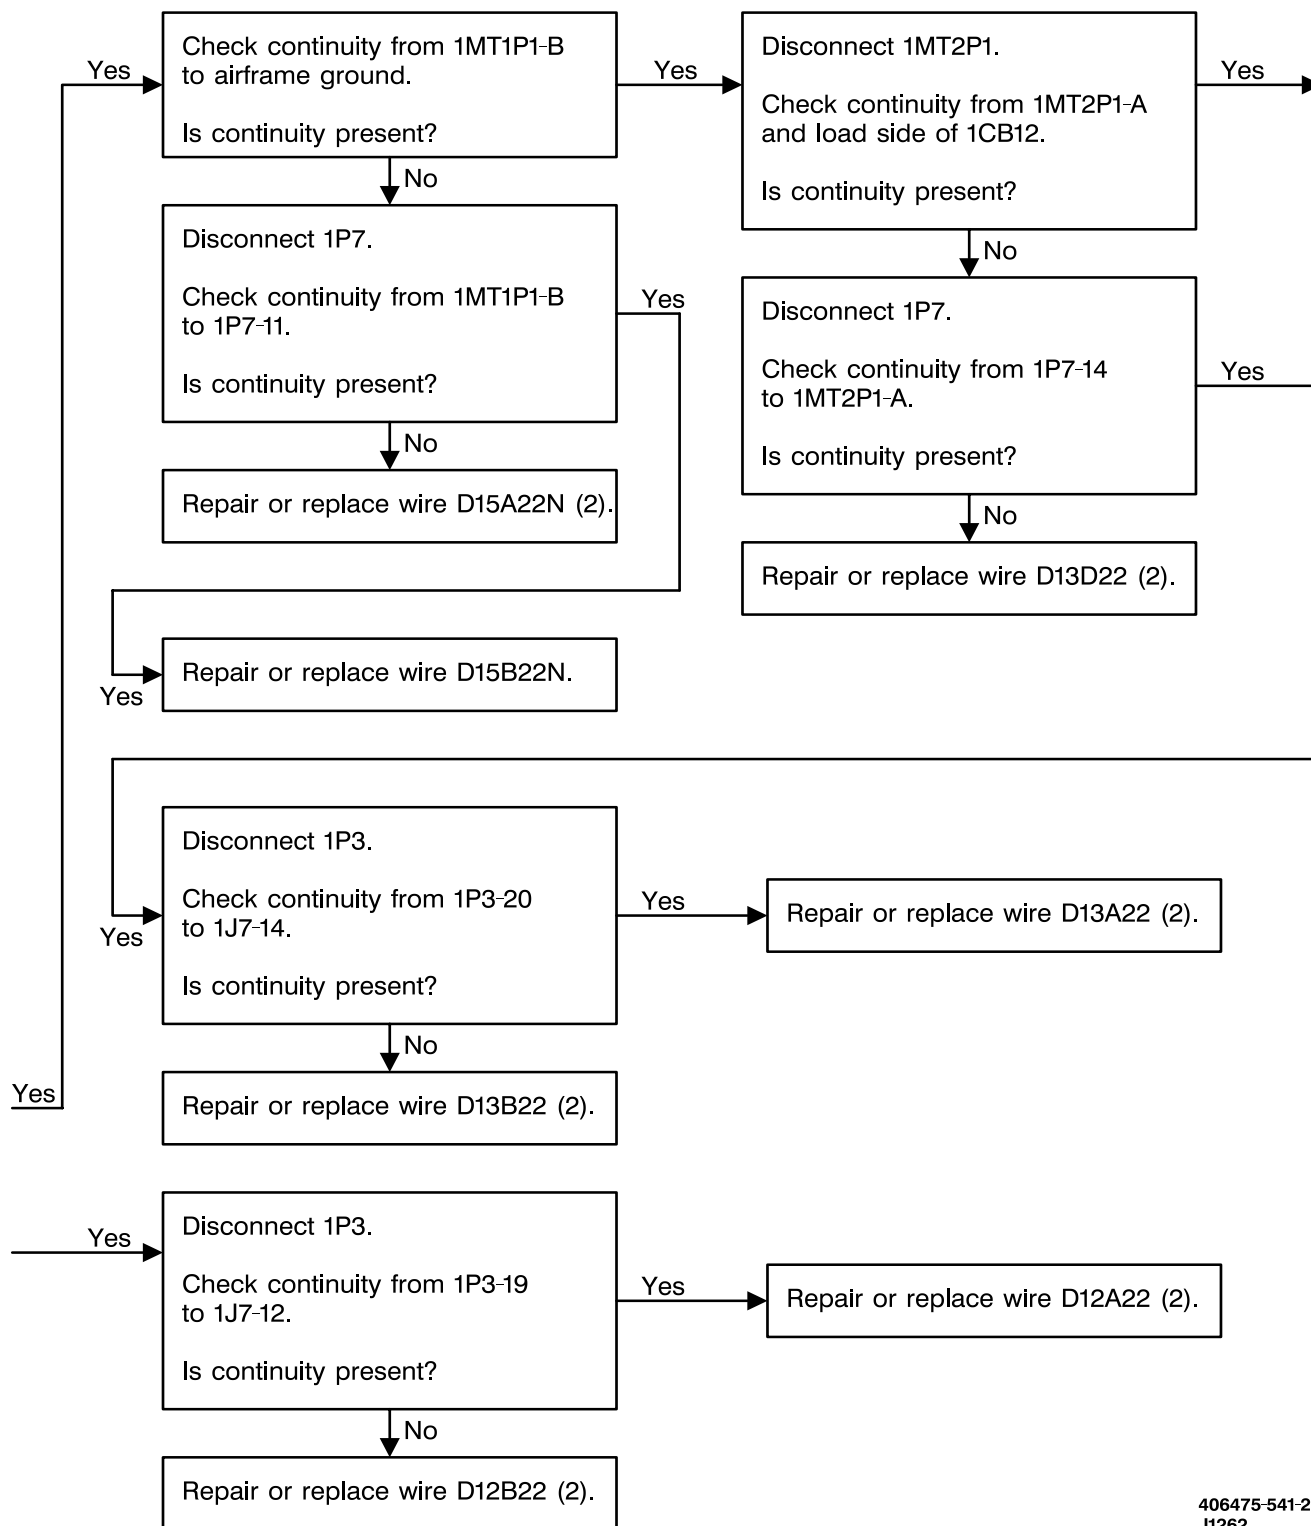 Yes
Check continuity from 1MT1P1-B
to airframe ground.
Is continuity present?
Yes
Disconnect 1MT2P1.
Check continuity from 1MT2P1-A
and load side of 1CB12.
Is continuity present?
Yes
No
Disconnect 1P7.
Check continuity from 1MT1P1-B
to 1P7-11.
Is continuity present?
Yes
No
Disconnect 1P7.
Check continuity from 1P7-14
to 1MT2P1-A.
Is continuity present?
Yes
No
Repair or replace wire D15A22N (2).
No
Repair or replace wire D13D22 (2).
Yes
Repair or replace wire D15B22N.
Yes
Disconnect 1P3.
Check continuity from 1P3-20
to 1J7-14.
Is continuity present?
Yes
Repair or replace wire D13A22 (2).
No
Repair or replace wire D13B22 (2).
Yes
Yes
Disconnect 1P3.
Check continuity from 1P3-19
to 1J7-12.
Is continuity present?
Yes
Repair or replace wire D12A22 (2).
No
Repair or replace wire D12B22 (2).
406475-541-2
J1262